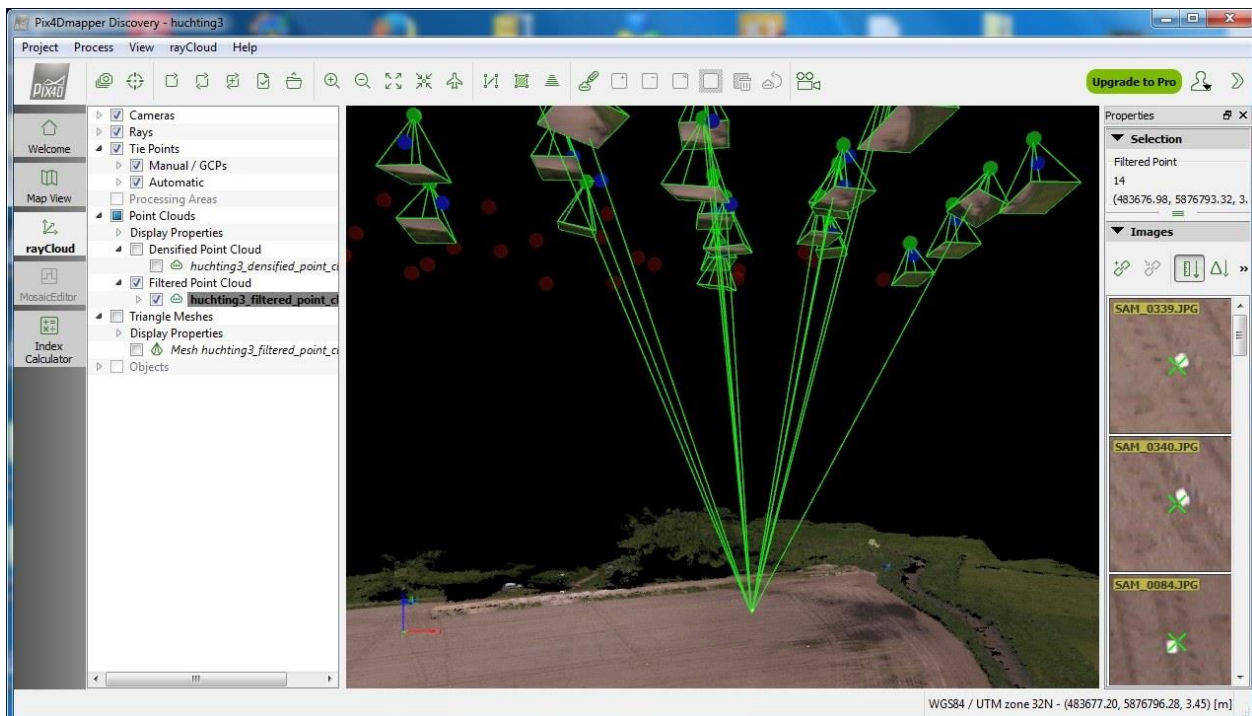 Pix4Dmapper Discovery - huchting3
Project Process View rayCloud Help
PIX4D
Upgrade to Pro
Welcome
Map View
rayCloud
MosaicEditor
Index
Calculator
Cameras
Rays
Tie Points
Manual / GCPs
Automatic
Processing Areas
Point Clouds
Display Properties
Densified Point Cloud
huchting3_densified_point_cl
Filtered Point Cloud
huchting3_filtered_point_cl
Triangle Meshes
Display Properties
Mesh huchting3_filtered_point_cl
Objects
Properties
Selection
Filtered Point
14
(483676.98, 5876793.32, 3.
Images
SAM_0339.JPG
SAM_0340.JPG
SAM_0084.JPG
WGS84 / UTM zone 32N - (483677.20, 5876796.28, 3.45) [m]